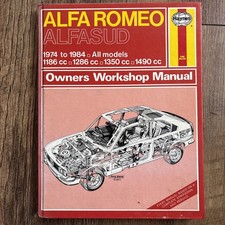 ALFA ROMEO
ALFASUD
Haynes
1974 to 1984 □ All models
1186 cc □ 1286 cc □ 1350 cc □ 1490 cc
Owners Workshop Manual